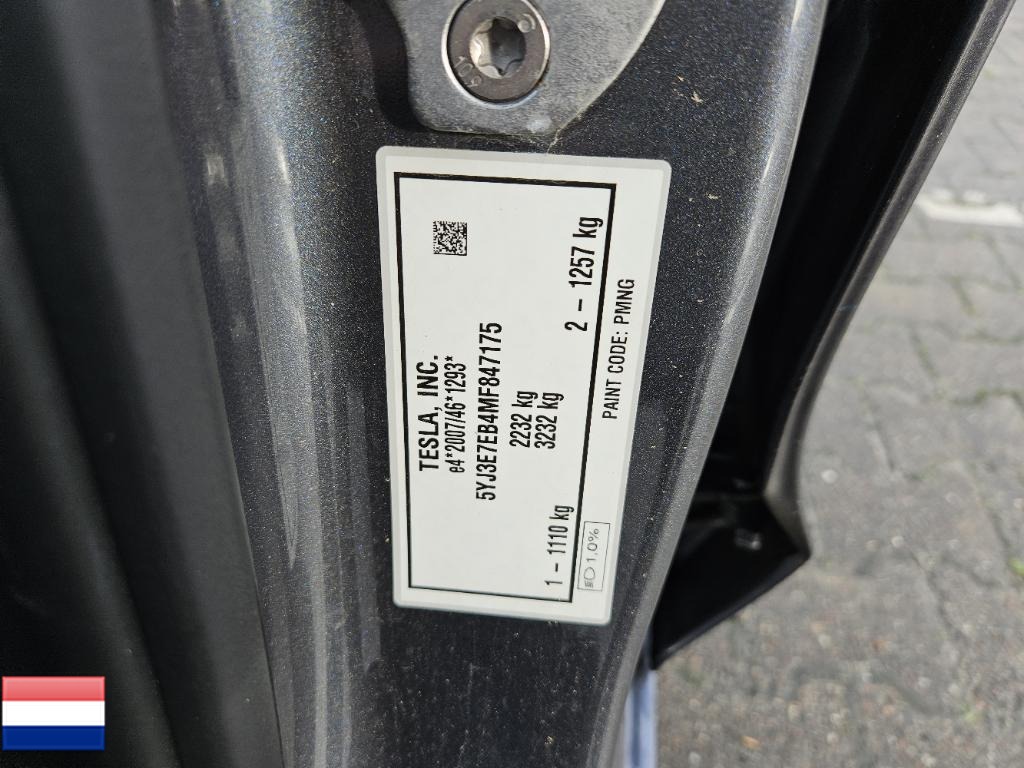 TESLA, INC.
e4*2007/46*1293*
5YJ3E7EB4MF847175
2232 kg
3232 kg
1 - 1110 kg
2 - 1257 kg
1.0%
PAINT CODE: PMNG